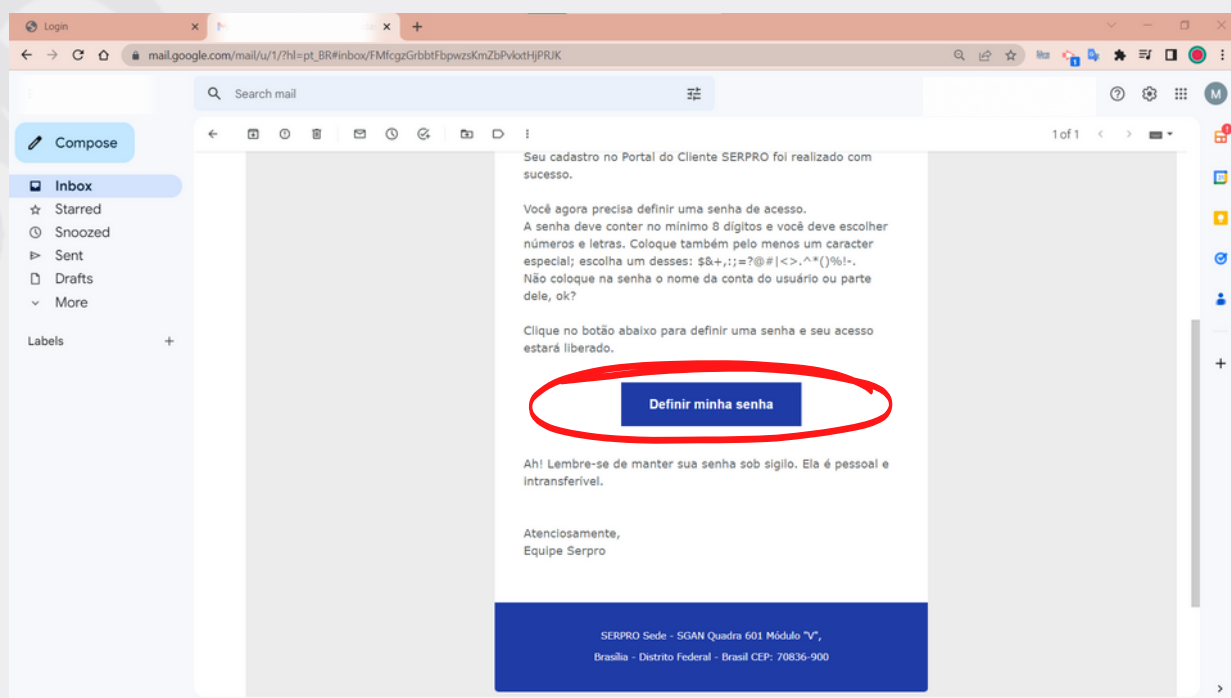 Login
mail.google.com/mail/u/1/?hl=pt_BR#inbox/FMfcgzGrbbtFbpwzsKmZbPvlxtHjPRJK
Search mail
M
Compose
1 of 1
Inbox
Starred
Snoozed
Sent
Drafts
More
Labels
Seu cadastro no Portal do Cliente SERPRO foi realizado com
sucesso.
Você agora precisa definir uma senha de acesso.
A senha deve conter no mínimo 8 dígitos e você deve escolher
números e letras. Coloque também pelo menos um caracter
especial; escolha um desses: $&+,:;=?@#|<>.^*()%!-.
Não coloque na senha o nome da conta do usuário ou parte
dele, ok?
Clique no botão abaixo para definir uma senha e seu acesso
estará liberado.
Definir minha senha
Ah! Lembre-se de manter sua senha sob sigilo. Ela é pessoal e
intransferível.
Atenciosamente,
Equipe Serpro
SERPRO Sede - SGAN Quadra 601 Módulo "V",
Brasília - Distrito Federal - Brasil CEP: 70836-900